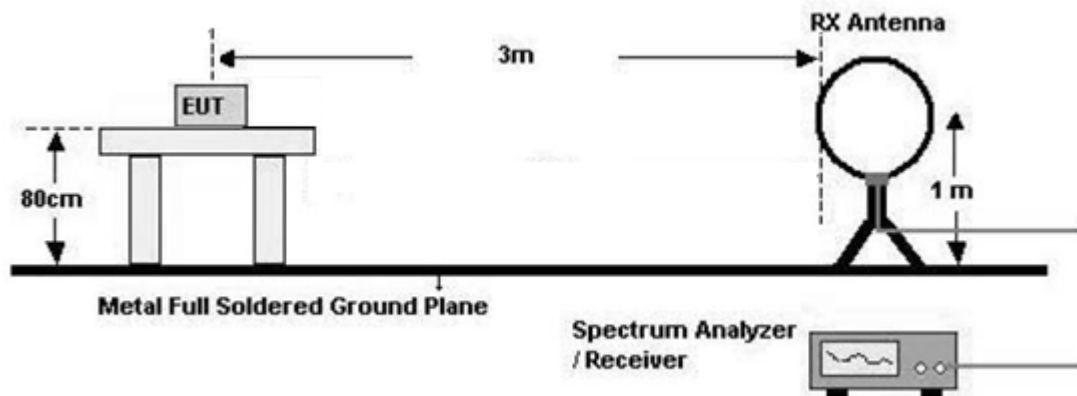 RX Antenna
3m
EUT
80cm
1 m
Metal Full Soldered Ground Plane
Spectrum Analyzer
/ Receiver